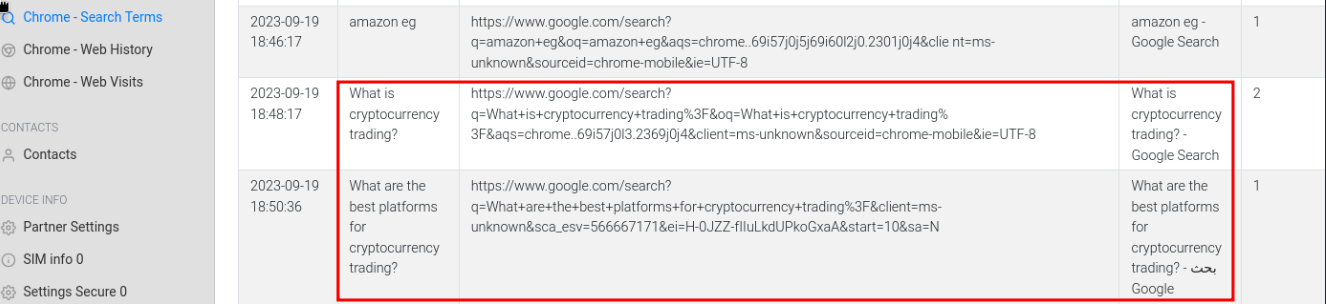 Chrome - Search Terms
Chrome - Web History
Chrome - Web Visits
CONTACTS
Contacts
DEVICE INFO
Partner Settings
SIM info 0
Settings Secure 0
2023-09-19
18:46:17
amazon eg
https://www.google.com/search?
q=amazon+eg&oq=amazon+eg&aqs=chrome..69i57j0j5j69i60l2j0.2301j0j4&clie nt=ms-
unknown&sourceid=chrome-mobile&ie=UTF-8
amazon eg -
Google Search
1
2023-09-19
18:48:17
What is
cryptocurrency
trading?
https://www.google.com/search?
q=What+is+cryptocurrency+trading%3F&oq=What+is+cryptocurrency+trading%
3F&aqs=chrome..69i57j0l3.2369j0j4&client=ms-unknown&sourceid=chrome-mobile&ie=UTF-8
What is
cryptocurrency
trading? -
Google Search
2
2023-09-19
18:50:36
What are the
best platforms
for
cryptocurrency
trading?
https://www.google.com/search?
q=What+are+the+best+platforms+for+cryptocurrency+trading%3F&client=ms-
unknown&sca_esv=566667171&ei=H-0JZZ-fIIuLkdUPkoGxaA&start=10&sa=N
What are the
best platforms
for
cryptocurrency
trading? - بحث
Google
1